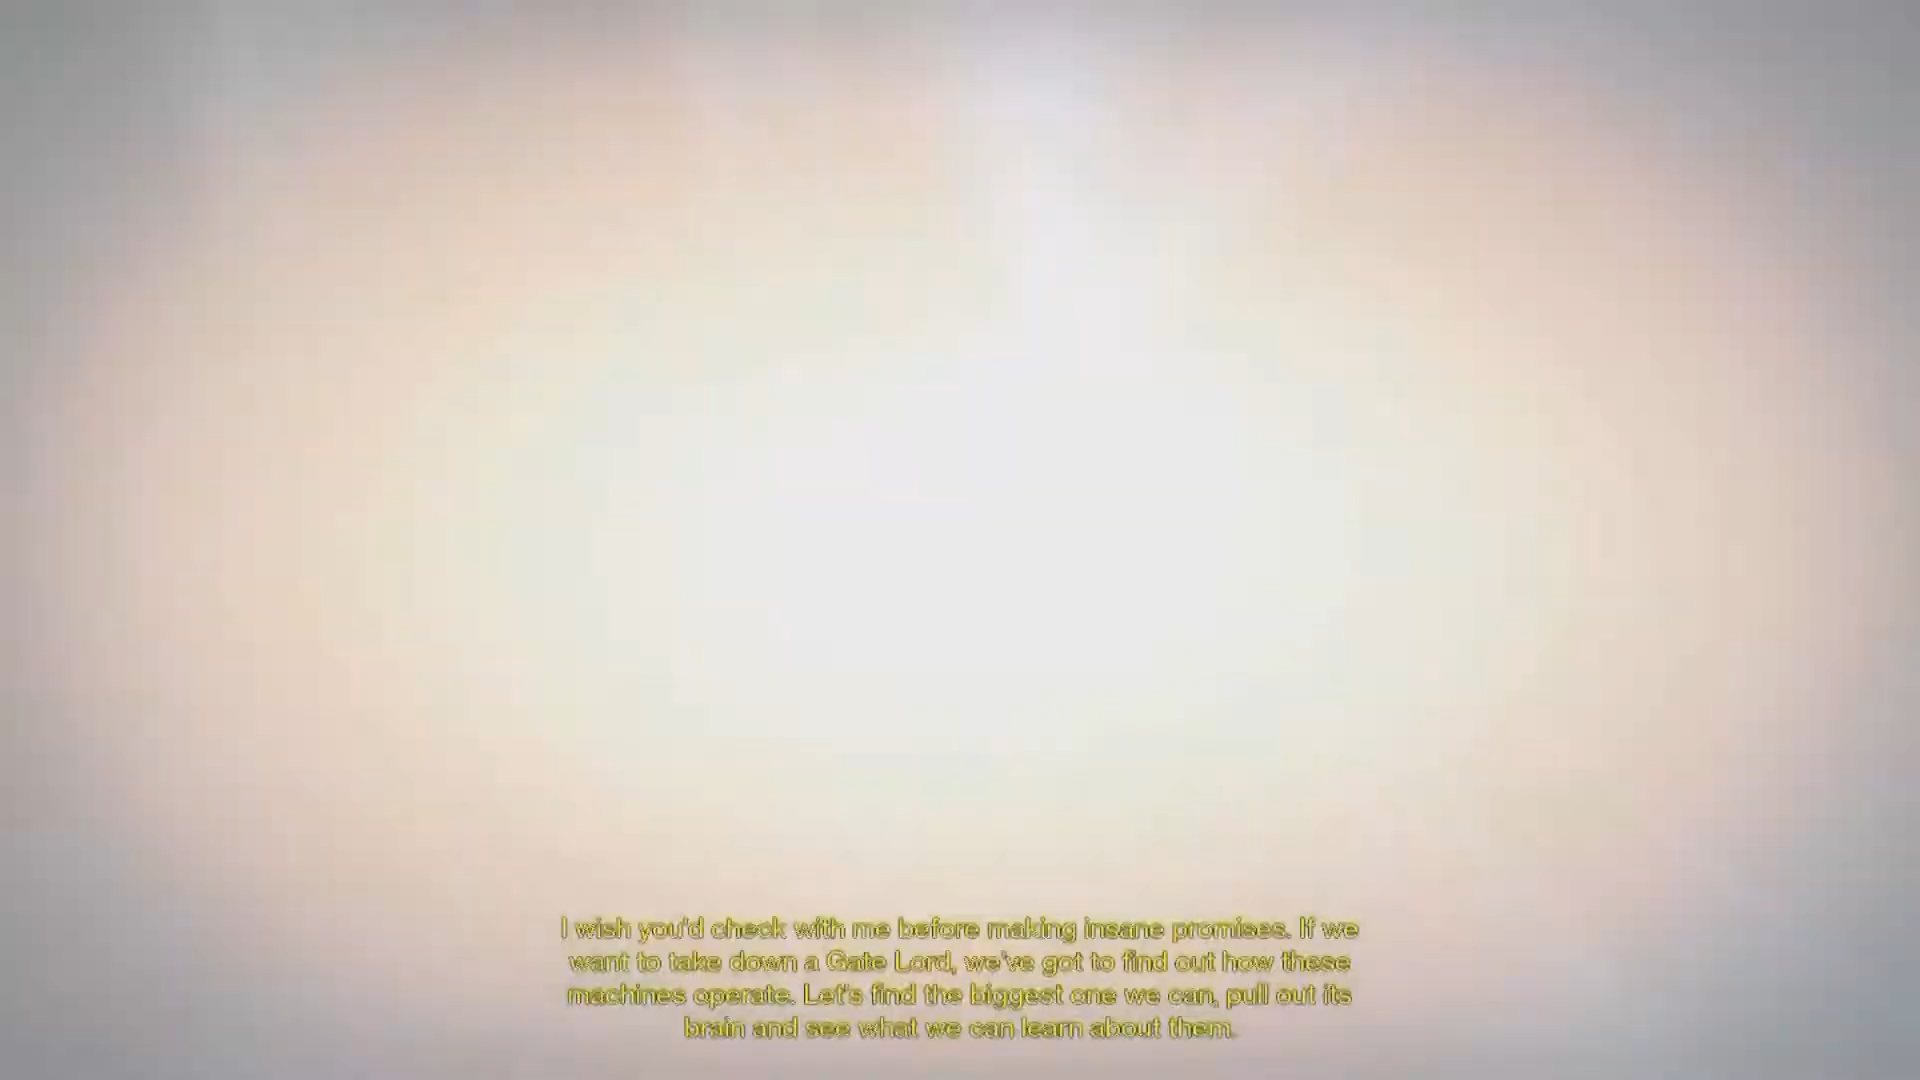 I wish you'd check with me before making insane promises. If we
want to take down a Gate Lord, we've got to find out how these
machines operate. Let's find the biggest one we can, pull out its
brain and see what we can learn about them.